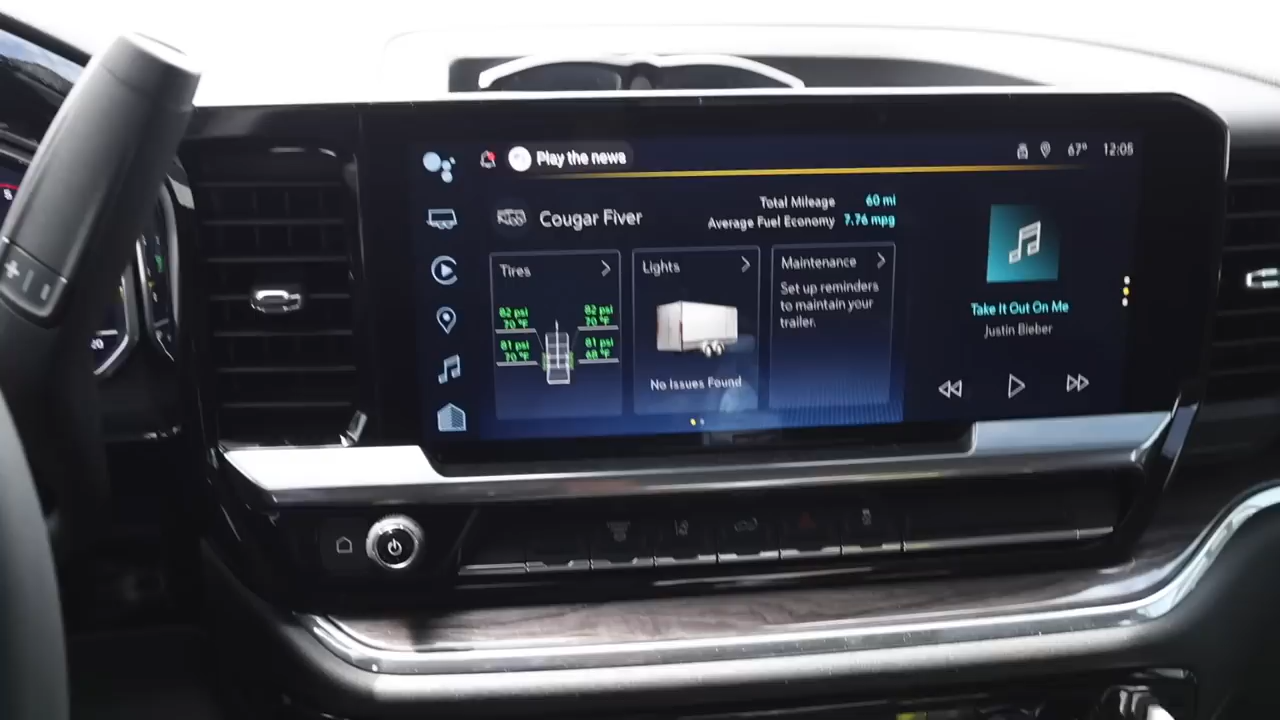 Play the news
67°
12:05
Cougar Fiver
Total Mileage 60 mi
Average Fuel Economy 7.76 mpg
Tires
82 psi
70 °F
82 psi
70 °F
81 psi
70 °F
81 psi
68 °F
Lights
No Issues Found
Maintenance
Set up reminders
to maintain your
trailer.
Take It Out On Me
Justin Bieber
20